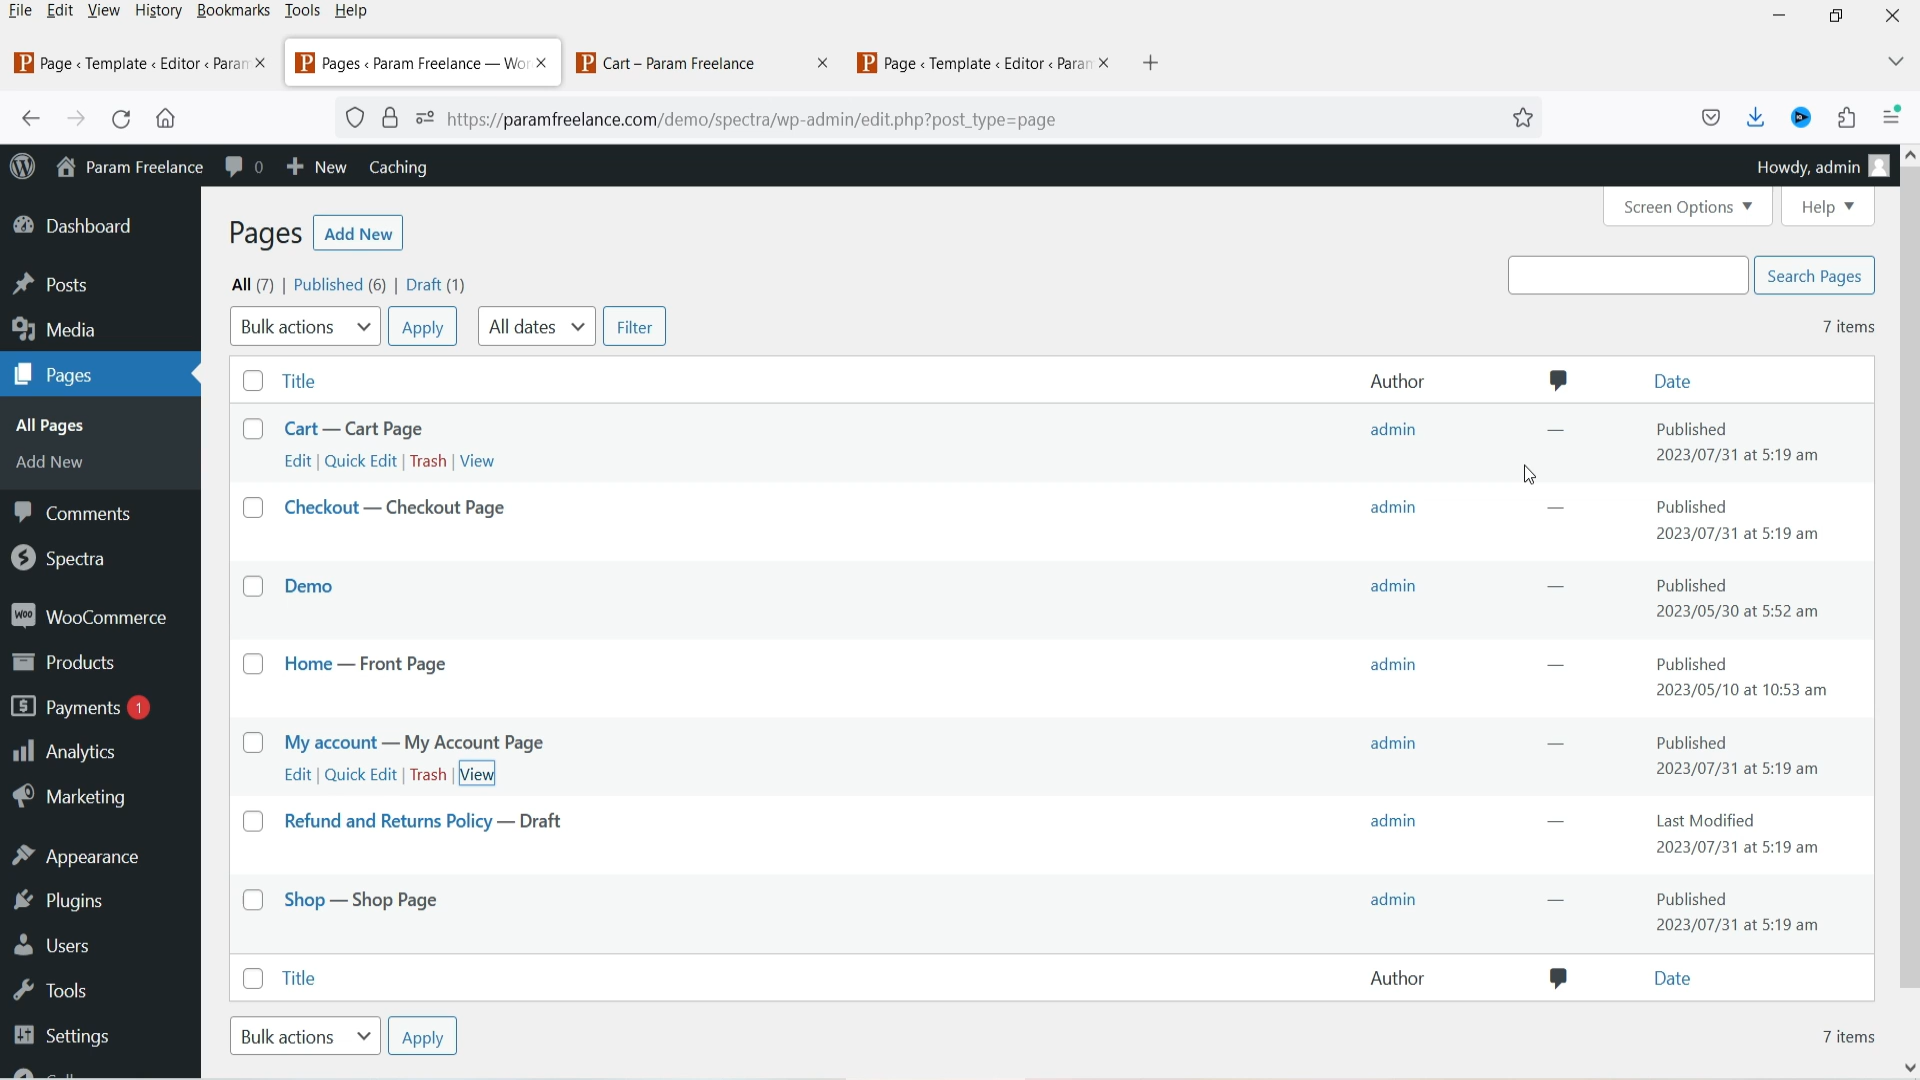 File Edit View History Bookmarks Tools Help
Page ‹ Template ‹ Editor ‹ Param
Pages ‹ Param Freelance — Wor
Cart – Param Freelance
Page ‹ Template ‹ Editor ‹ Param
https://paramfreelance.com/demo/spectra/wp-admin/edit.php?post_type=page
Param Freelance 0 New Caching Howdy, admin
Dashboard
Posts
Media
Pages
All Pages
Add New
Comments
Spectra
WooCommerce
Products
Payments 1
Analytics
Marketing
Appearance
Plugins
Users
Tools
Settings
Screen Options Help
Pages Add New
All (7) | Published (6) | Draft (1)
Search Pages
Bulk actions Apply All dates Filter 7 items
Title Author Date
Cart — Cart Page admin — Published
Edit | Quick Edit | Trash | View 2023/07/31 at 5:19 am
Checkout — Checkout Page admin — Published
2023/07/31 at 5:19 am
Demo admin — Published
2023/05/30 at 5:52 am
Home — Front Page admin — Published
2023/05/10 at 10:53 am
My account — My Account Page admin — Published
Edit | Quick Edit | Trash | View 2023/07/31 at 5:19 am
Refund and Returns Policy — Draft admin — Last Modified
2023/07/31 at 5:19 am
Shop — Shop Page admin — Published
2023/07/31 at 5:19 am
Title Author Date
Bulk actions Apply 7 items